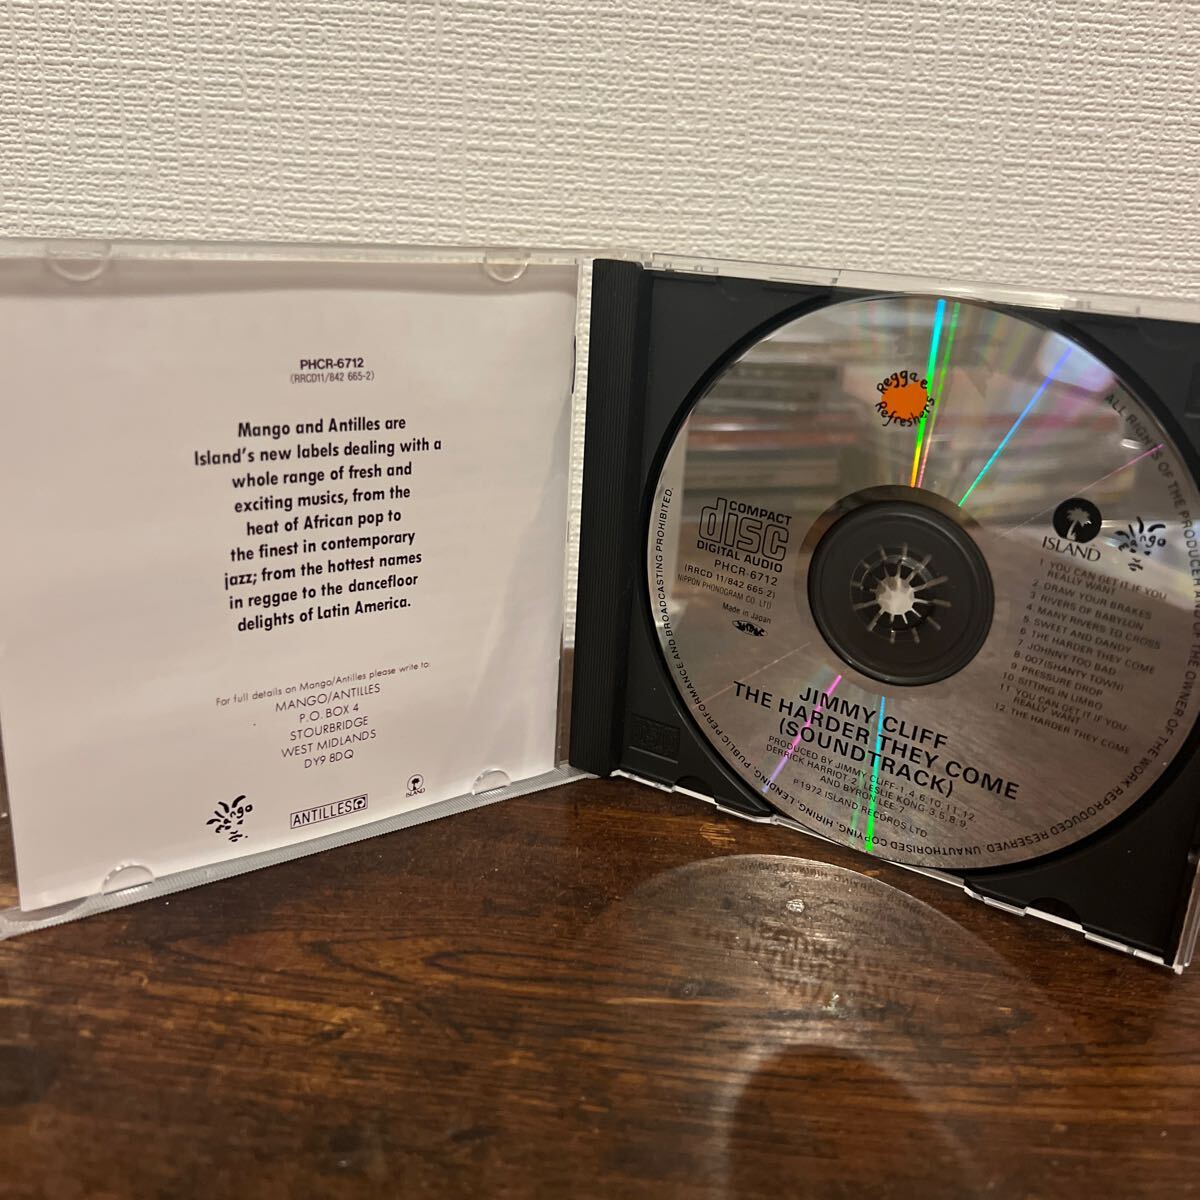 PHCR-6712
(RRCD11/842 665-2)
Mango and Antilles are
Island's new labels dealing with a
whole range of fresh and
exciting musics, from the
heat of African pop to
the finest in contemporary
jazz; from the hottest names
in reggae to the dancefloor
delights of Latin America.
For full details on Mango/Antilles please write to:
MANGO/ANTILLES
P.O. BOX 4
STOURBRIDGE
WEST MIDLANDS
DY9 8DQ
mango
ANTILLES
ISLAND
Reggae
Refreshers
COMPACT
disc
DIGITAL AUDIO
PHCR-6712
(RRCD 11/842 665 2)
NIPPON PHONOGRAM CO. LTD
Made in Japan
ISLAND
mango
1 YOU CAN GET IT IF YOU
REALLY WANT
2 DRAW YOUR BRAKES
3 RIVERS OF BABYLON
4 MANY RIVERS TO CROSS
5 SWEET AND DANDY
6 THE HARDER THEY COME
7 JOHNNY TOO BAD
8 007(SHANTY TOWN)
9 PRESSURE DROP
10 SITTING IN LIMBO
11 YOU CAN GET IT IF YOU
REALLY WANT
12 THE HARDER THEY COME
JIMMY CLIFF
THE HARDER THEY COME
(SOUNDTRACK)
PRODUCED BY JIMMY CLIFF-1,4,6,10,11,12
DERRICK HARRIOT-2 LESLIE KONG-3,5,8,9,
AND BYRON LEE-7
℗1972 ISLAND RECORDS LTD
ALL RIGHTS OF THE PRODUCER AND OF THE OWNER OF THE WORK REPRODUCED RESERVED. UNAUTHORISED COPYING, HIRING, LENDING, PUBLIC PERFORMANCE AND BROADCASTING PROHIBITED.